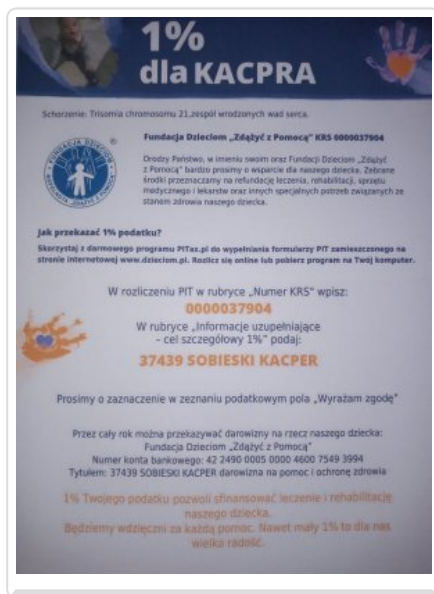 1%
dla KACPRA
Schorzenie: Trisomia chromosomu 21,zespół wrodzonych wad serca.
FUNDACJA DZIECIOM
"ZDĄŻYĆ Z POMOCĄ"
®
Fundacja Dzieciom „Zdążyć z Pomocą" KRS 0000037904
Drodzy Państwo, w imieniu swoim oraz Fundacji Dzieciom „Zdążyć
z Pomocą" bardzo prosimy o wsparcie dla naszego dziecka. Zebrane
środki przeznaczamy na refundację leczenia, rehabilitacji, sprzętu
medycznego i lekarstw oraz innych specjalnych potrzeb związanych ze
stanem zdrowia naszego dziecka.
Jak przekazać 1% podatku?
Skorzystaj z darmowego programu PITax.pl do wypełniania formularzy PIT zamieszczonego na
stronie internetowej www.dzieciom.pl. Rozlicz się online lub pobierz program na Twój komputer.
W rozliczeniu PIT w rubryce „Numer KRS" wpisz:
0000037904
W rubryce „Informacje uzupełniające
– cel szczegółowy 1%" podaj:
37439 SOBIESKI KACPER
Prosimy o zaznaczenie w zeznaniu podatkowym pola „Wyrażam zgodę"
Przez cały rok można przekazywać darowizny na rzecz naszego dziecka:
Fundacja Dzieciom „Zdążyć z Pomocą"
Numer konta bankowego: 42 2490 0005 0000 4600 7549 3994
Tytułem: 37439 SOBIESKI KACPER darowizna na pomoc i ochronę zdrowia
1% Twojego podatku pozwoli sfinansować leczenie i rehabilitację
naszego dziecka.
Będziemy wdzięczni za każdą pomoc. Nawet mały 1% to dla nas
wielka radość.